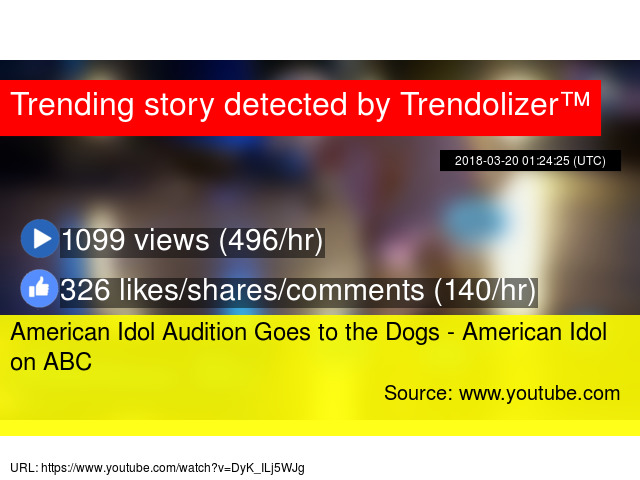 Trending story detected by Trendolizer™
2018-03-20 01:24:25 (UTC)
1099 views (496/hr)
326 likes/shares/comments (140/hr)
American Idol Audition Goes to the Dogs - American Idol
on ABC
Source: www.youtube.com
URL: https://www.youtube.com/watch?v=DyK_ILj5WJg